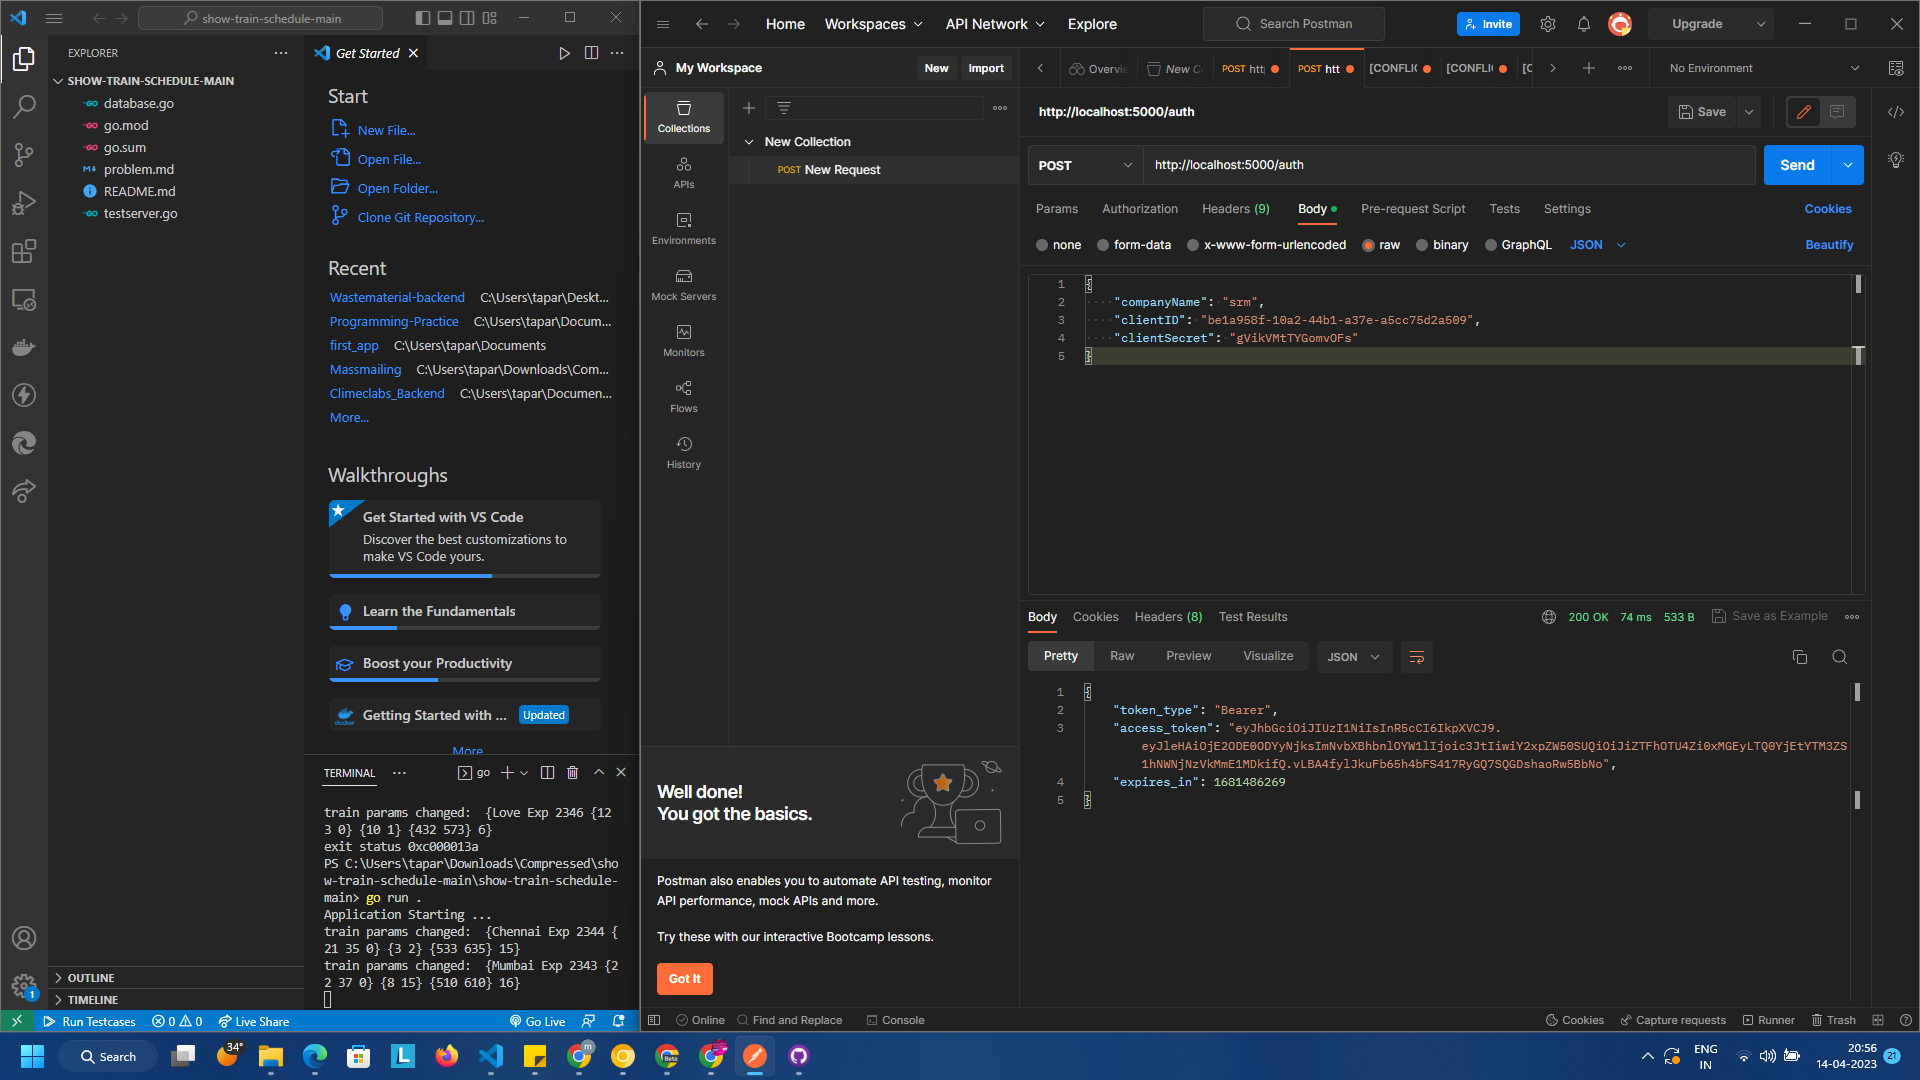 show-train-schedule-main
EXPLORER
SHOW-TRAIN-SCHEDULE-MAIN
database.go
go.mod
go.sum
problem.md
README.md
testserver.go
OUTLINE
TIMELINE
Get Started
Start
New File...
Open File...
Open Folder...
Clone Git Repository...
Recent
Wastematerial-backend C:\Users\tapar\Deskt...
Programming-Practice C:\Users\tapar\Docum...
first_app C:\Users\tapar\Documents
Massmailing C:\Users\tapar\Downloads\Com...
Climeclabs_Backend C:\Users\tapar\Documen...
More...
Walkthroughs
Get Started with VS Code
Discover the best customizations to
make VS Code yours.
Learn the Fundamentals
Boost your Productivity
Getting Started with ... Updated
More...
TERMINAL
go
train params changed:  {Love Exp 2346 {12
3 0} {10 1} {432 573} 6}
exit status 0xc000013a
PS C:\Users\tapar\Downloads\Compressed\sho
w-train-schedule-main\show-train-schedule-
main> go run .
Application Starting ...
train params changed:  {Chennai Exp 2344 {
21 35 0} {3 2} {533 635} 15}
train params changed:  {Mumbai Exp 2343 {2
2 37 0} {8 15} {510 610} 16}
1
Run Testcases 0 0 Live Share Go Live
Home Workspaces API Network Explore
Search Postman
Invite
Upgrade
My Workspace
New Import
Collections
APIs
Environments
Mock Servers
Monitors
Flows
History
New Collection
POST New Request
Well done!
You got the basics.
Postman also enables you to automate API testing, monitor
API performance, mock APIs and more.
Try these with our interactive Bootcamp lessons.
Got It
POST htt
[CONFLIC
[CONFLIC
No Environment
http://localhost:5000/auth
Save
POST http://localhost:5000/auth Send
Params Authorization Headers (9) Body Pre-request Script Tests Settings Cookies
none form-data x-www-form-urlencoded raw binary GraphQL JSON Beautify
1 {
2 "companyName": "srm",
3 "clientID": "be1a958f-10a2-44b1-a37e-a5cc75d2a509",
4 "clientSecret": "gVikVMtTYGomvOFs"
5 }
Body Cookies Headers (8) Test Results 200 OK 74 ms 533 B Save as Example
Pretty Raw Preview Visualize JSON
1 {
2 "token_type": "Bearer",
3 "access_token": "eyJhbGciOiJIUzI1NiIsInR5cCI6IkpXVCJ9.
eyJleHAiOjE2ODE0ODYyNjksImNvbXBhbnlOYW1lIjoic3JtIiwiY2xpZW50SUQiOiJiZTFhOTU4Zi0xMGEyLTQ0YjEtYTM3ZS
1hNWNjNzVkMmE1MDkifQ.vLBA4fylJkuFb65h4bFS417RyGQ7SQGDshaoRw5BbNo",
4 "expires_in": 1681486269
5 }
Online Find and Replace Console Cookies Capture requests Runner Trash
34°
Search
Beta
ENG
IN
20:56
14-04-2023
21